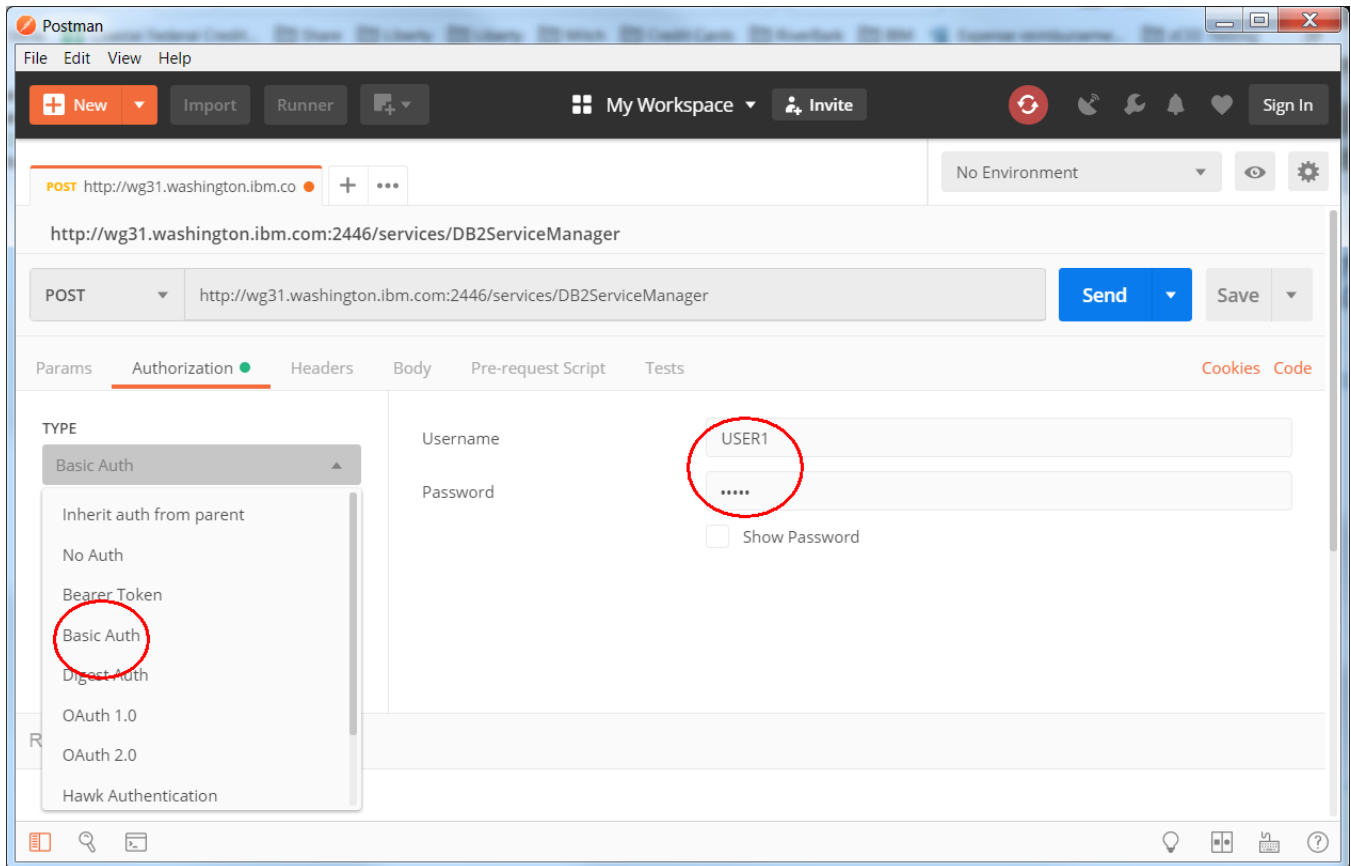 Postman
File Edit View Help
New Import Runner My Workspace Invite Sign In
POST http://wg31.washington.ibm.co
No Environment
http://wg31.washington.ibm.com:2446/services/DB2ServiceManager
POST http://wg31.washington.ibm.com:2446/services/DB2ServiceManager Send Save
Params Authorization Headers Body Pre-request Script Tests Cookies Code
TYPE
Basic Auth
Inherit auth from parent
No Auth
Bearer Token
Basic Auth
Digest Auth
OAuth 1.0
OAuth 2.0
Hawk Authentication
Username USER1
Password •••••
Show Password
R